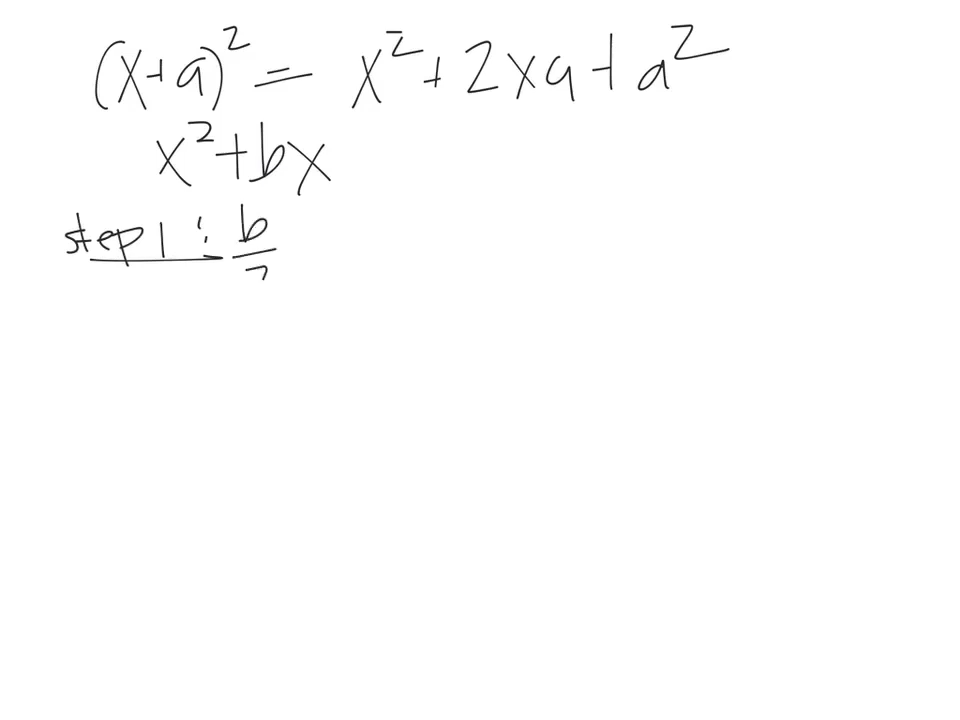 (x+a)² = x² + 2xa + a²
x² + bx
step 1 : b/2